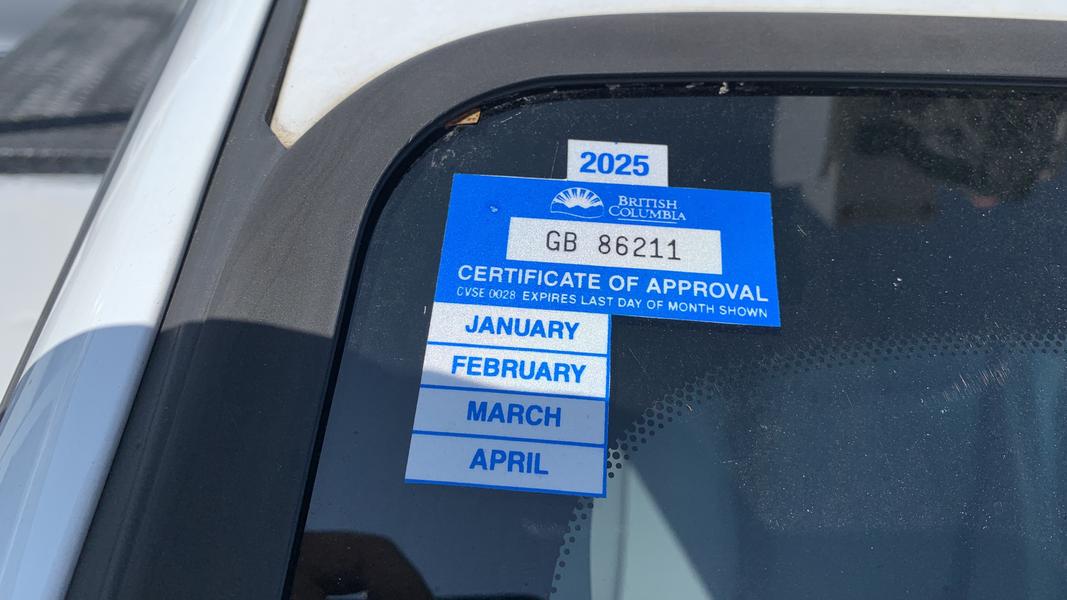 2025
BRITISH
COLUMBIA
GB 86211
CERTIFICATE OF APPROVAL
CVSE 0028 EXPIRES LAST DAY OF MONTH SHOWN
JANUARY
FEBRUARY
MARCH
APRIL